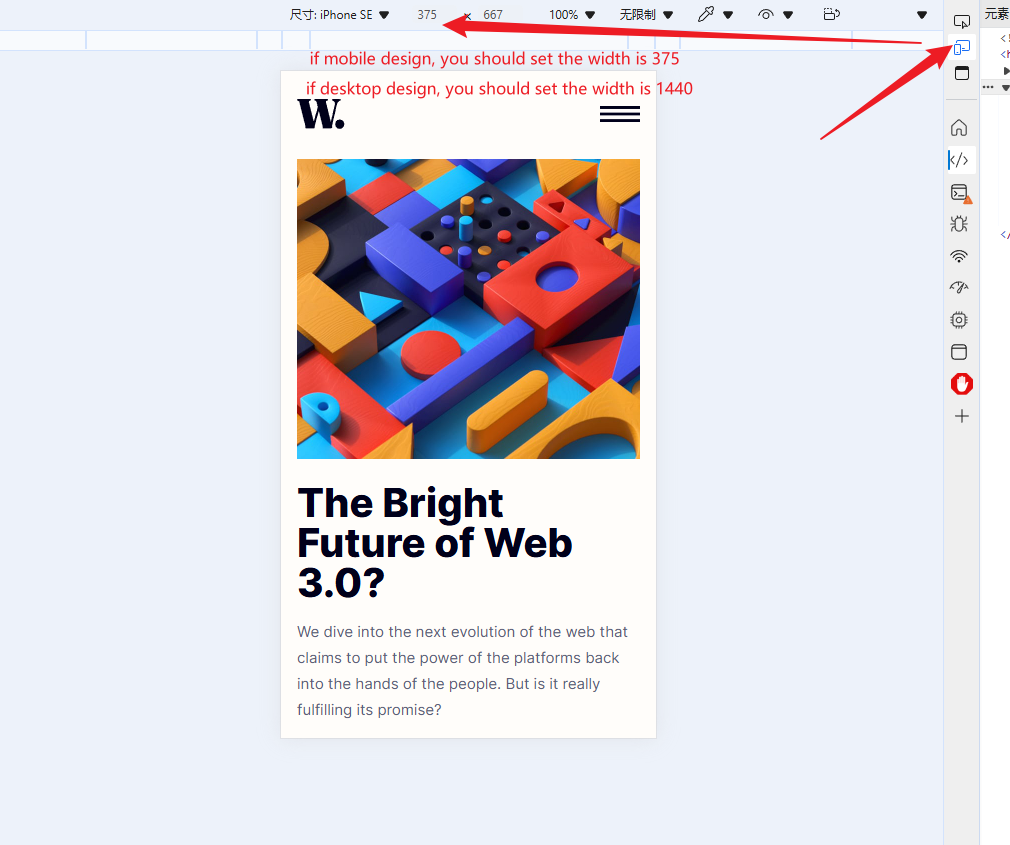 尺寸: iPhone SE 375 × 667 100% 无限制
元素
<!
<h
if mobile design, you should set the width is 375
if desktop design, you should set the width is 1440
W.
</>
</
The Bright
Future of Web
3.0?
We dive into the next evolution of the web that
claims to put the power of the platforms back
into the hands of the people. But is it really
fulfilling its promise?